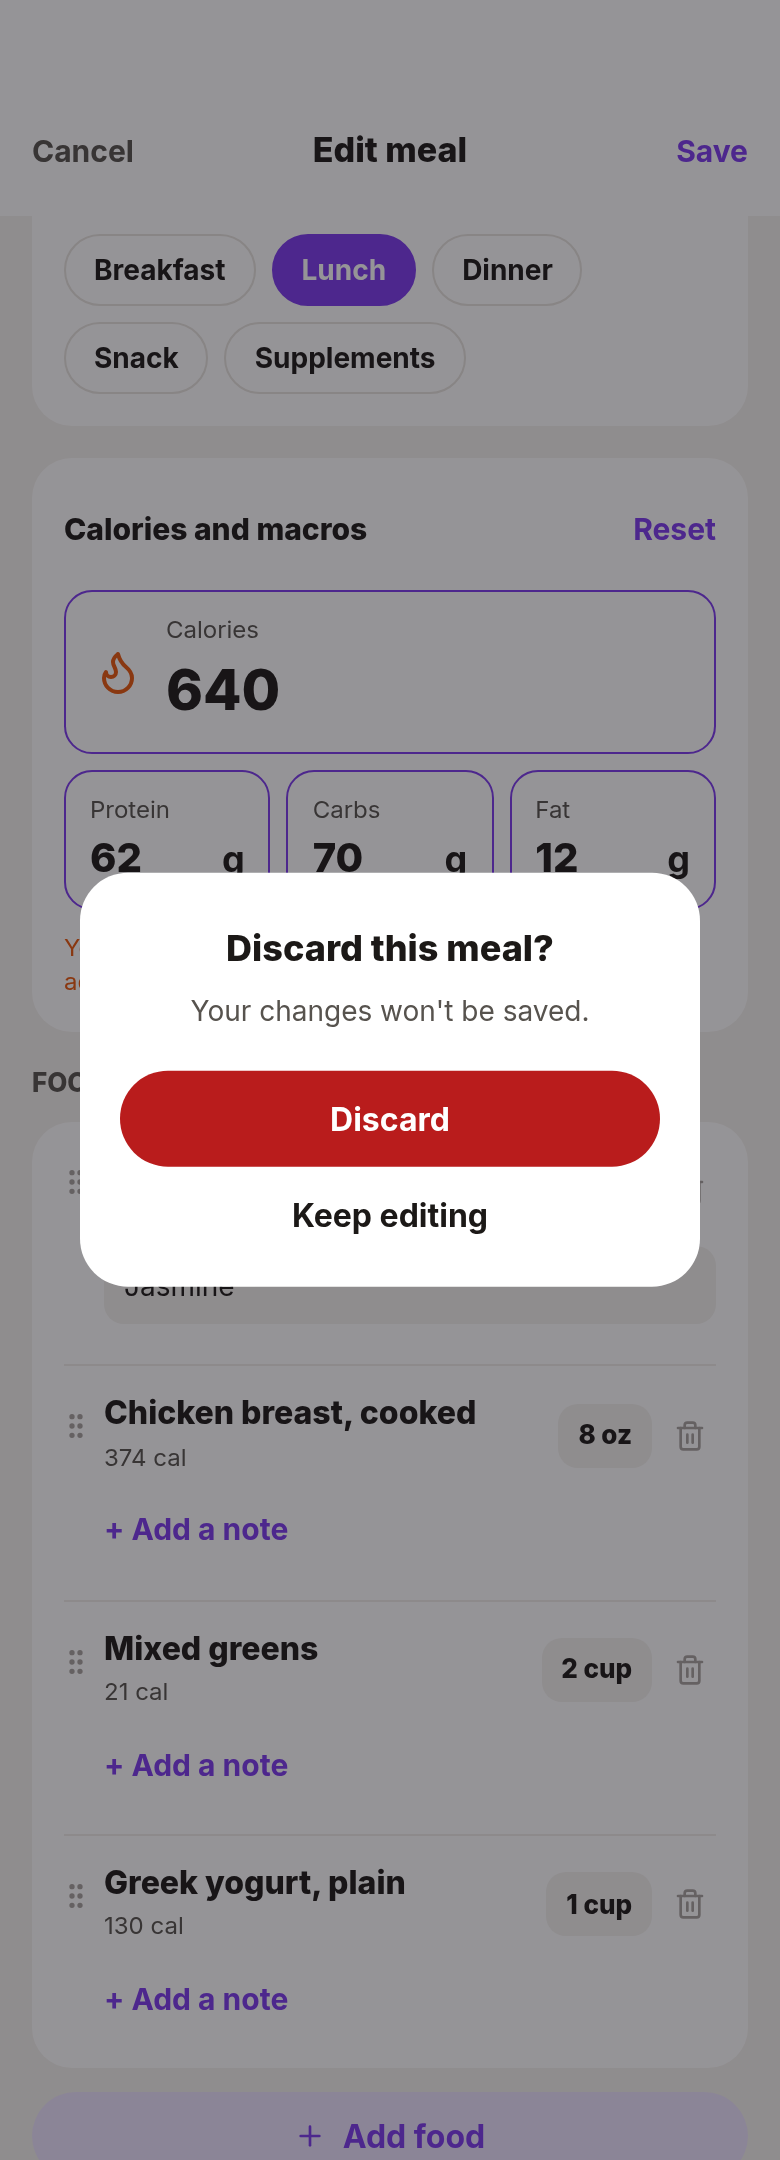 Cancel
Edit meal
Save
Breakfast
Lunch
Dinner
Snack
Supplements
Calories and macros
Reset
Calories
640
Protein
Carbs
Fat
62 g
70 g
12 g
Discard this meal?
Your changes won't be saved.
Discard
Keep editing
Jasmine
Chicken breast, cooked
8 oz
374 cal
+ Add a note
Mixed greens
2 cup
21 cal
+ Add a note
Greek yogurt, plain
1 cup
130 cal
+ Add a note
+ Add food